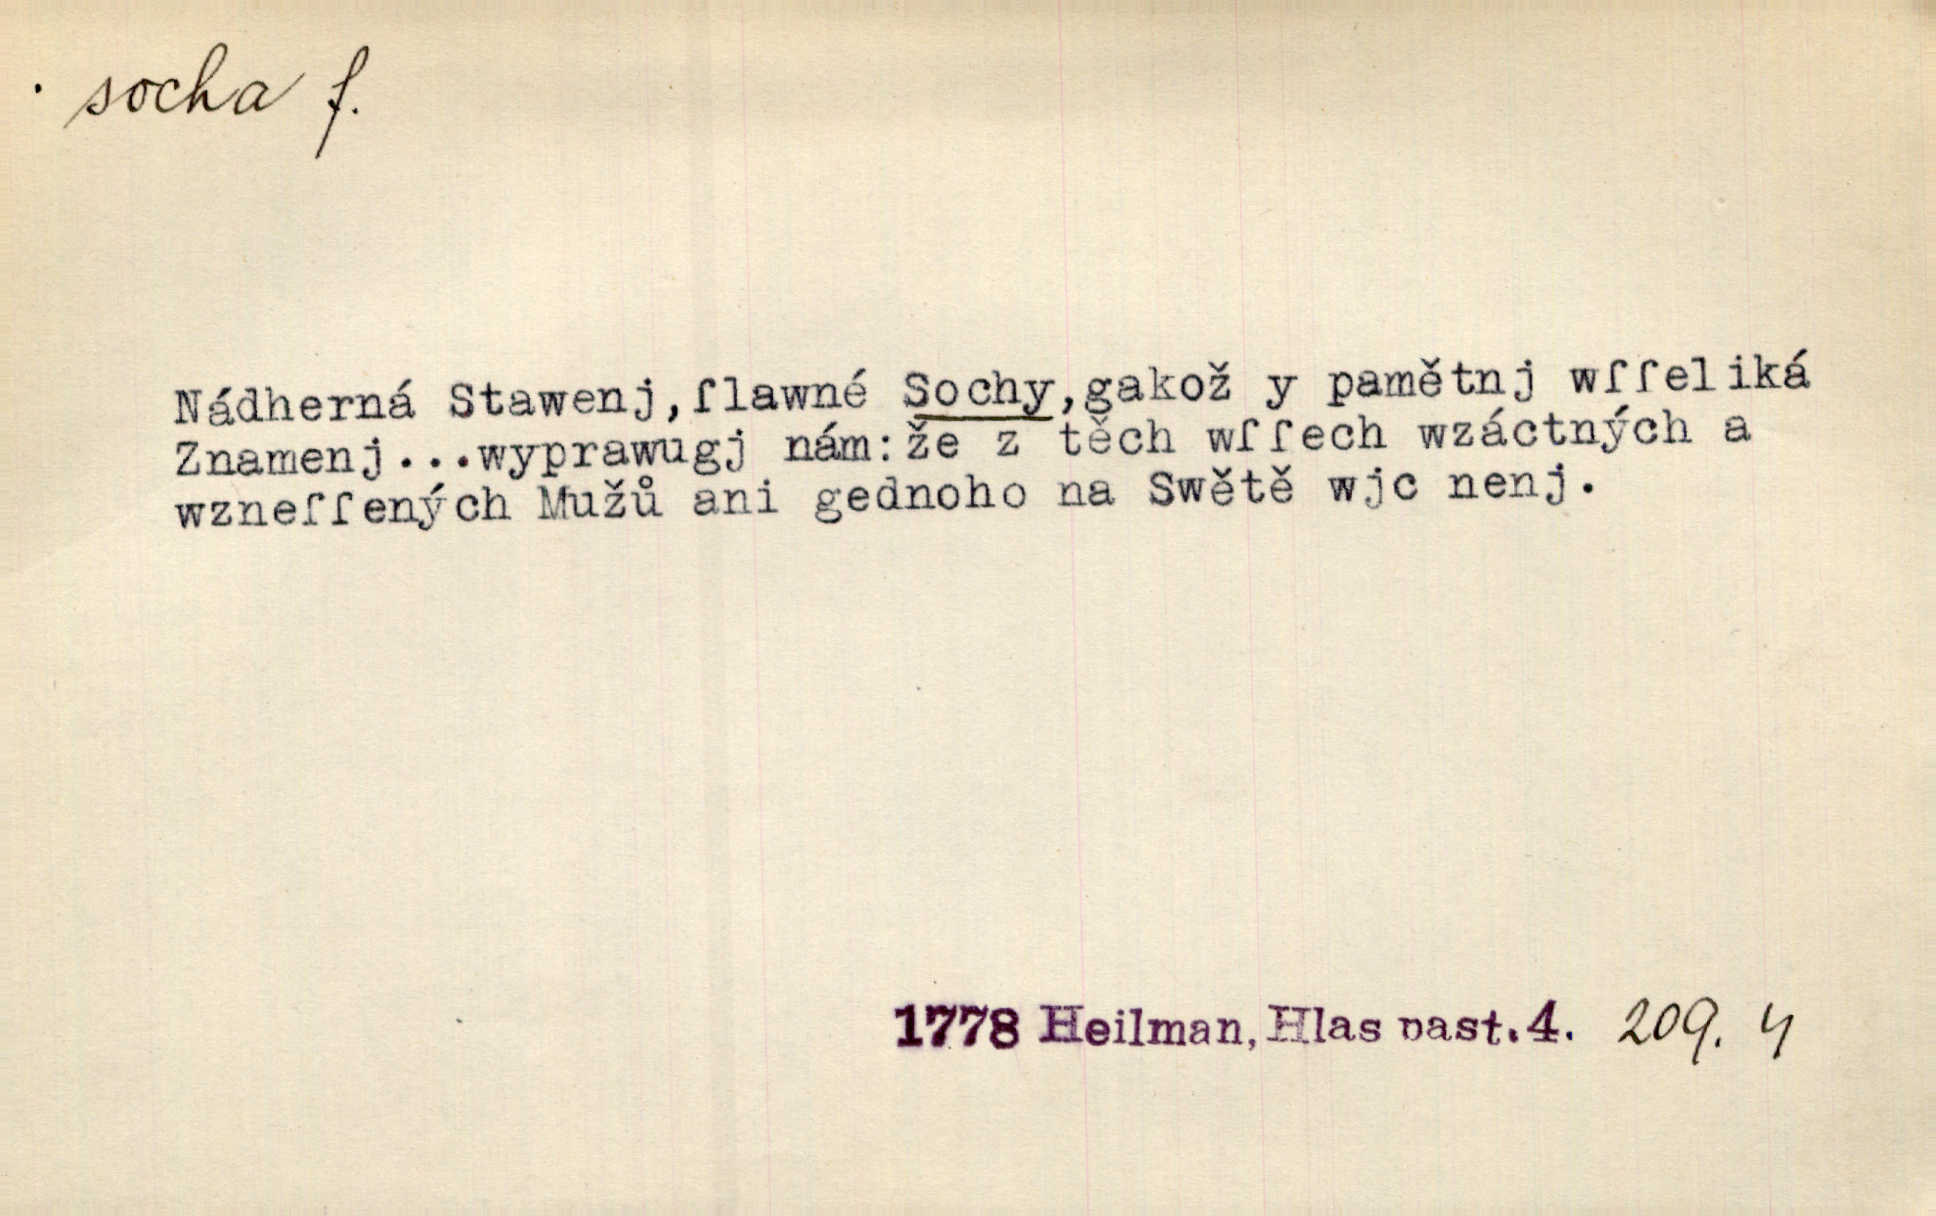 socha f.
Nádherná Stawenj,ſlawné Sochy,gakož y pamětnj wſſeliká
Znamenj...wyprawugj nám:že z těch wſſech wzáctných a
wzneſſených Mužů ani gednoho na Swětě wjc nenj.
1778 Heilman, Hlas past.4. 209. 4